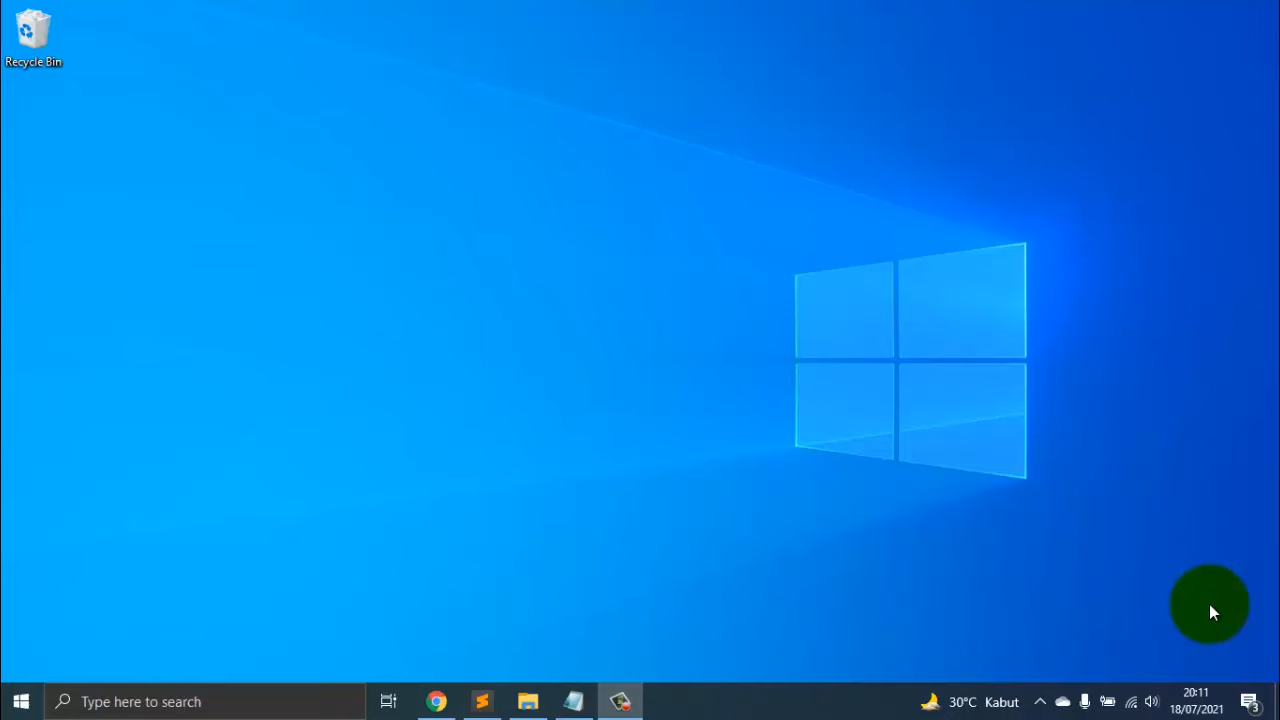 Recycle Bin
Type here to search
30°C Kabut
20:11
18/07/2021
3